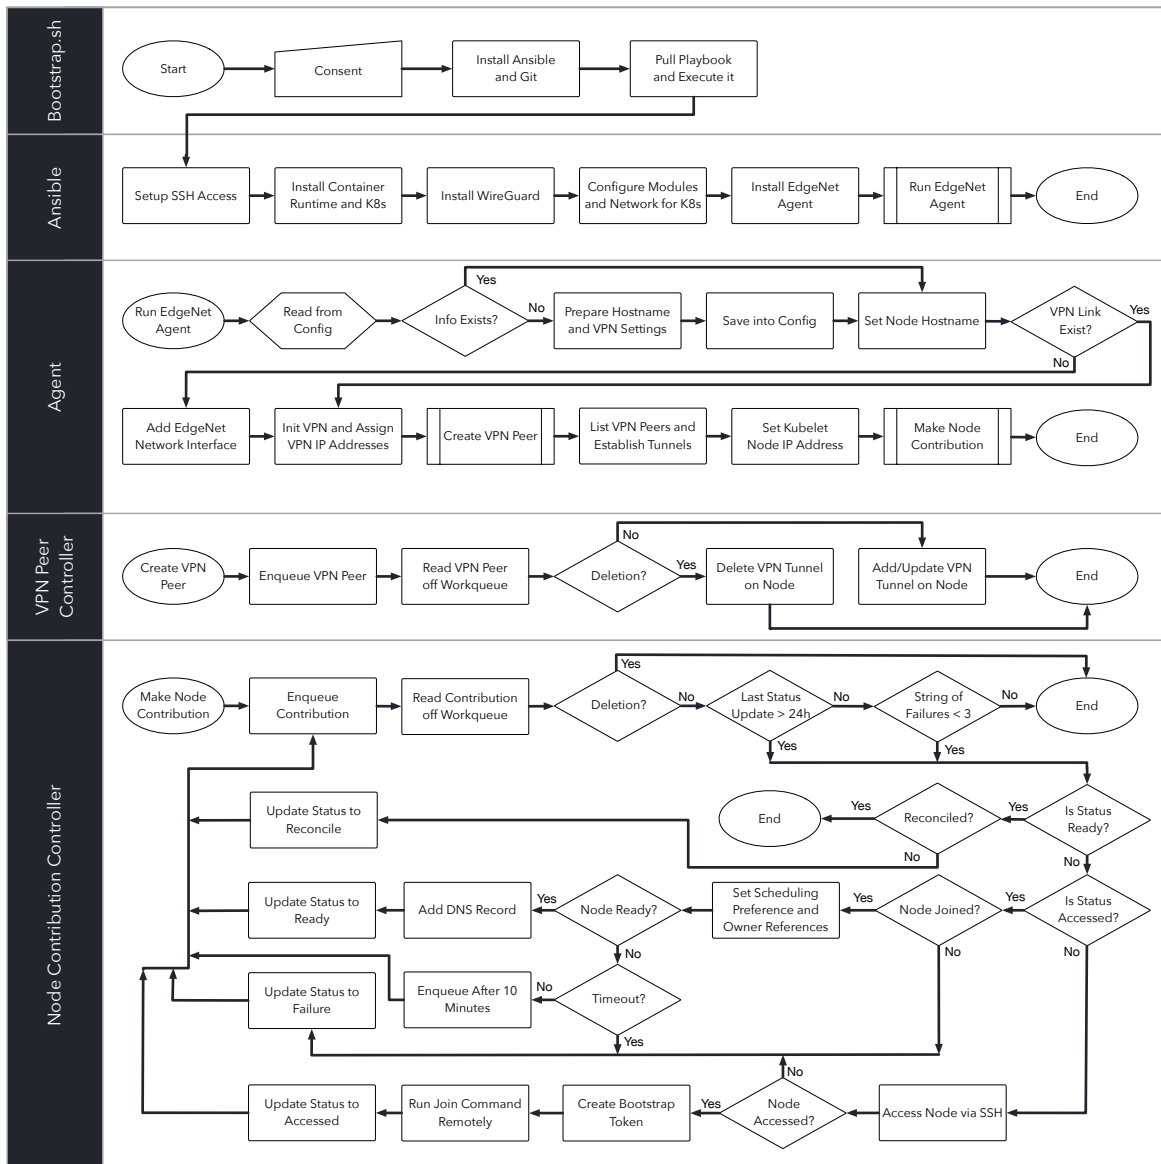 Bootstrap.sh
Start
Consent
Install Ansible
and Git
Pull Playbook
and Execute it
Ansible
Setup SSH Access
Install Container
Runtime and K8s
Install WireGuard
Configure Modules
and Network for K8s
Install EdgeNet
Agent
Run EdgeNet
Agent
End
Agent
Yes
Run EdgeNet
Agent
Read from
Config
Info Exists?
No
Prepare Hostname
and VPN Settings
Save into Config
Set Node Hostname
VPN Link
Exist?
Yes
No
Add EdgeNet
Network Interface
Init VPN and Assign
VPN IP Addresses
Create VPN Peer
List VPN Peers and
Establish Tunnels
Set Kubelet
Node IP Address
Make Node
Contribution
End
VPN Peer
Controller
Create VPN
Peer
Enqueue VPN Peer
Read VPN Peer
off Workqueue
Deletion?
No
Yes
Delete VPN Tunnel
on Node
Add/Update VPN
Tunnel on Node
End
Node Contribution Controller
Make Node
Contribution
Enqueue
Contribution
Read Contribution
off Workqueue
Yes
Deletion?
No
Last Status
Update > 24h
No
String of
Failures < 3
No
End
Yes
Yes
Update Status to
Reconcile
End
Yes
Reconciled?
Yes
Is Status
Ready?
No
No
Update Status to
Ready
Add DNS Record
Yes
Node Ready?
Set Scheduling
Preference and
Owner References
Yes
Node Joined?
Yes
Is Status
Accessed?
No
No
No
Update Status to
Failure
Enqueue After 10
Minutes
No
Timeout?
Yes
No
Update Status to
Accessed
Run Join Command
Remotely
Create Bootstrap
Token
Yes
Node
Accessed?
Access Node via SSH